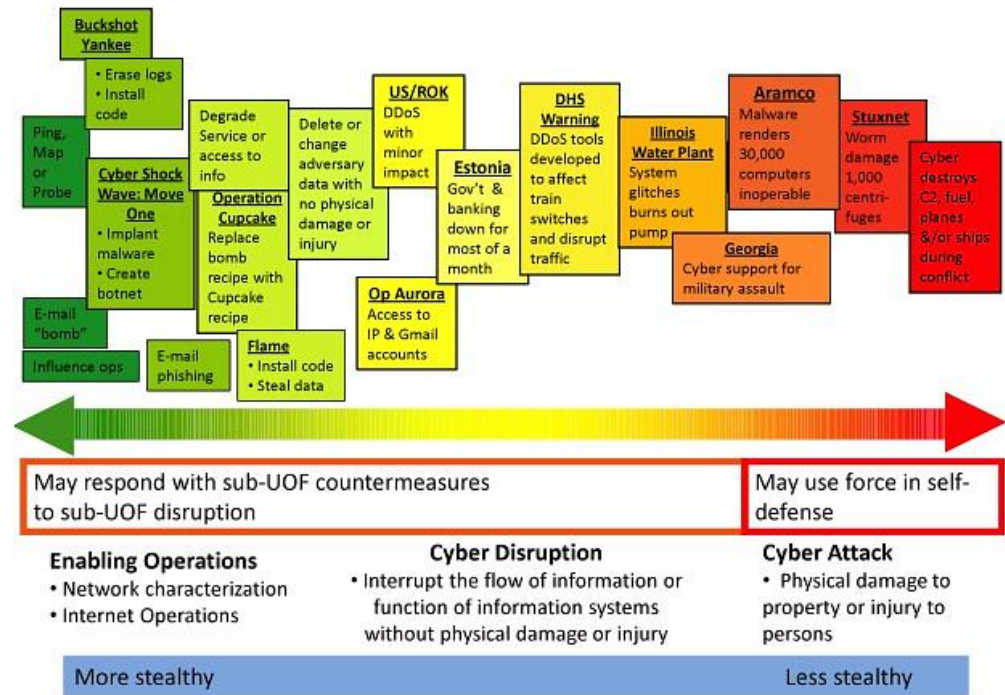 Buckshot
Yankee
• Erase logs
• Install
code
Ping,
Map
or
Probe
Cyber Shock
Wave: Move
One
• Implant
malware
• Create
botnet
E-mail
"bomb"
Influence ops
E-mail
phishing
Degrade
Service or
access to
info
Operation
Cupcake
Replace
bomb
recipe with
Cupcake
recipe
Flame
• Install code
• Steal data
Delete or
change
adversary
data with
no physical
damage or
injury
US/ROK
DDoS
with
minor
impact
Op Aurora
Access to
IP & Gmail
accounts
Estonia
Gov't &
banking
down for
most of a
month
DHS
Warning
DDoS tools
developed
to affect
train
switches
and disrupt
traffic
Illinois
Water Plant
System
glitches
burns out
pump
Georgia
Cyber support for
military assault
Aramco
Malware
renders
30,000
computers
inoperable
Stuxnet
Worm
damage
1,000
centri-
fuges
Cyber
destroys
C2, fuel,
planes
&/or ships
during
conflict
May respond with sub-UOF countermeasures
to sub-UOF disruption
May use force in self-
defense
Enabling Operations
• Network characterization
• Internet Operations
Cyber Disruption
• Interrupt the flow of information or
function of information systems
without physical damage or injury
Cyber Attack
• Physical damage to
property or injury to
persons
More stealthy
Less stealthy